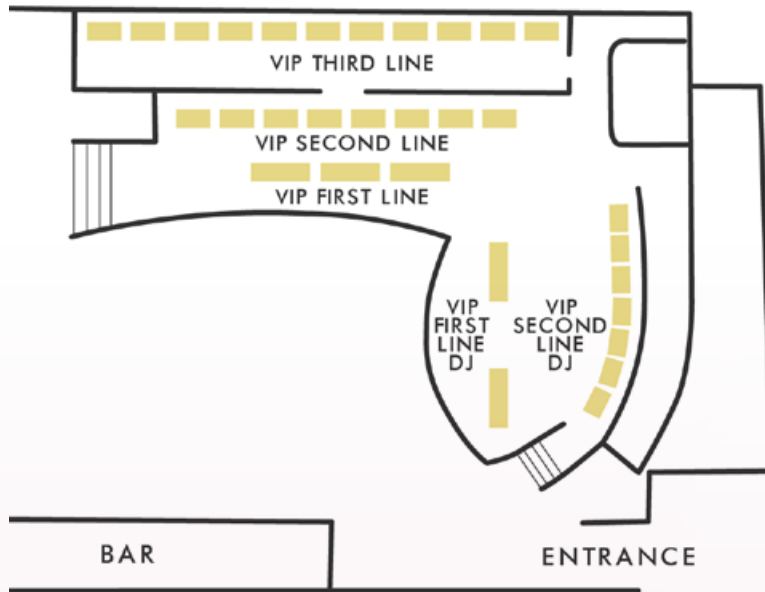 VIP THIRD LINE
VIP SECOND LINE
VIP FIRST LINE
VIP
FIRST
LINE
DJ
VIP
SECOND
LINE
DJ
BAR
ENTRANCE